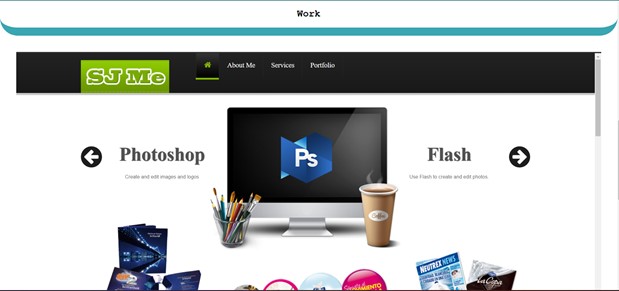 Work
SJ Me
About Me Services Portfolio
Photoshop
Ps
Flash
Create and edit images and logos
Use Flash to create and edit photos
Coffee
NEUTREX NEWS